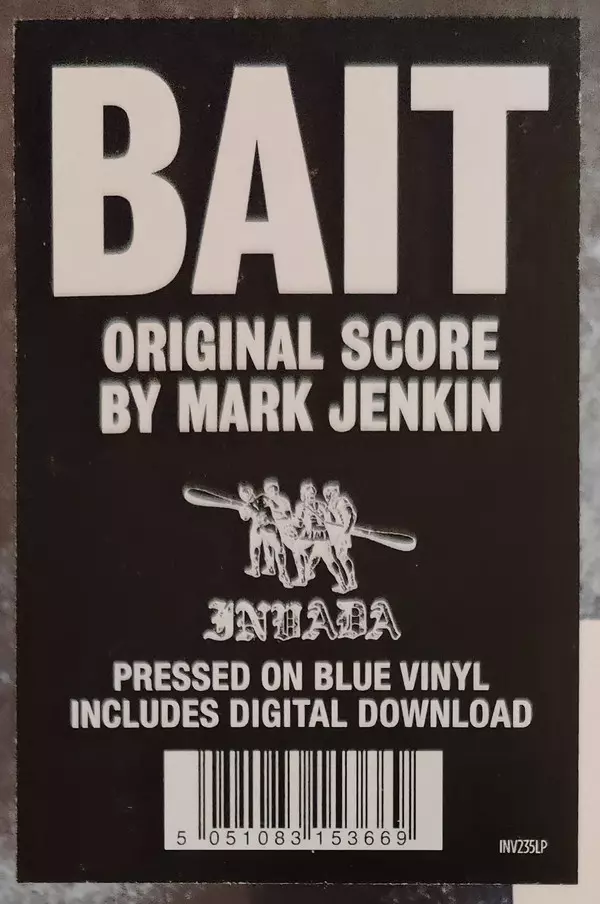 BAIT
ORIGINAL SCORE
BY MARK JENKIN
INVADA
PRESSED ON BLUE VINYL
INCLUDES DIGITAL DOWNLOAD
5 051083 153669
INV235LP